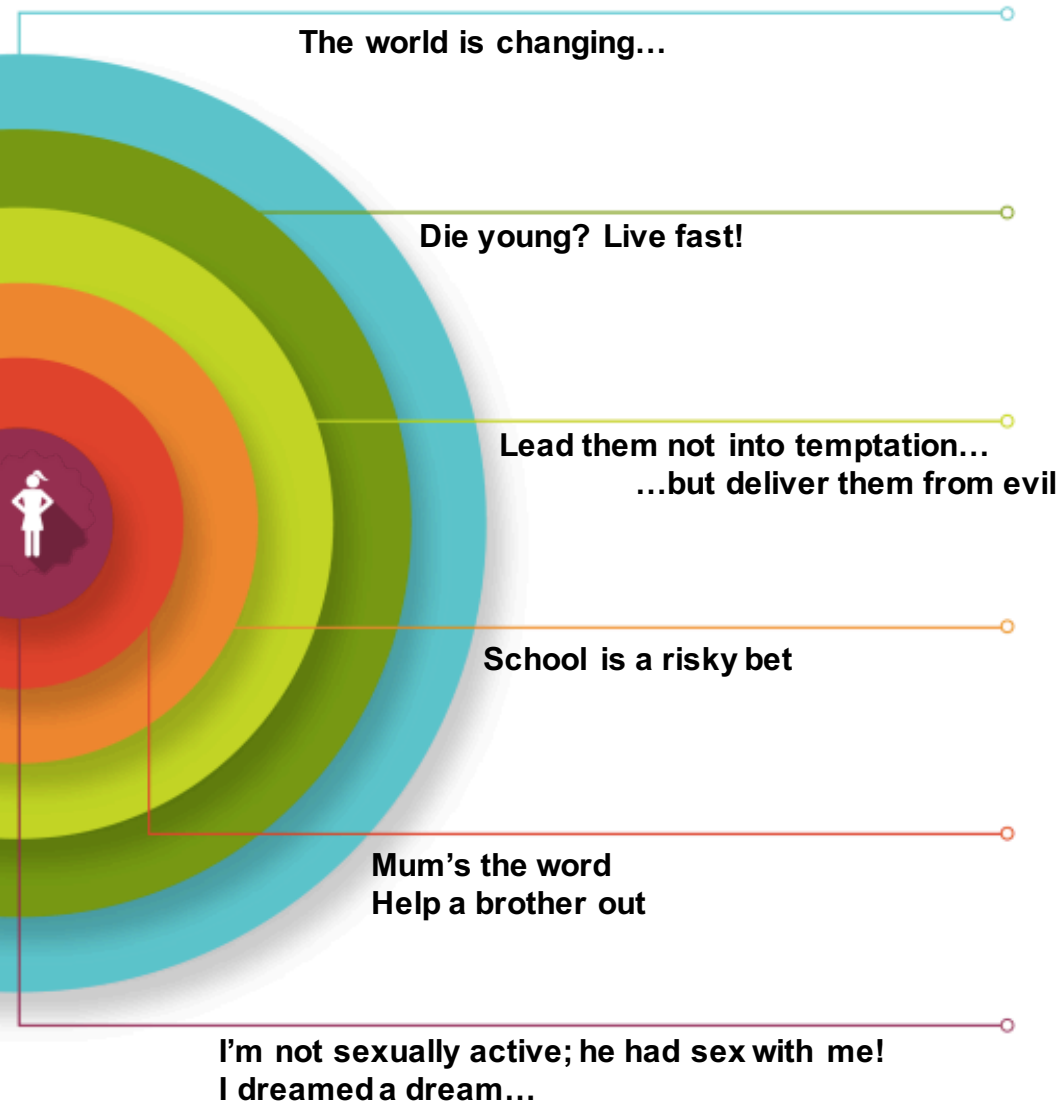 The world is changing…
Die young? Live fast!
Lead them not into temptation…
…but deliver them from evil
School is a risky bet
Mum’s the word
Help a brother out
I’m not sexually active; he had sex with me!
I dreamed a dream…